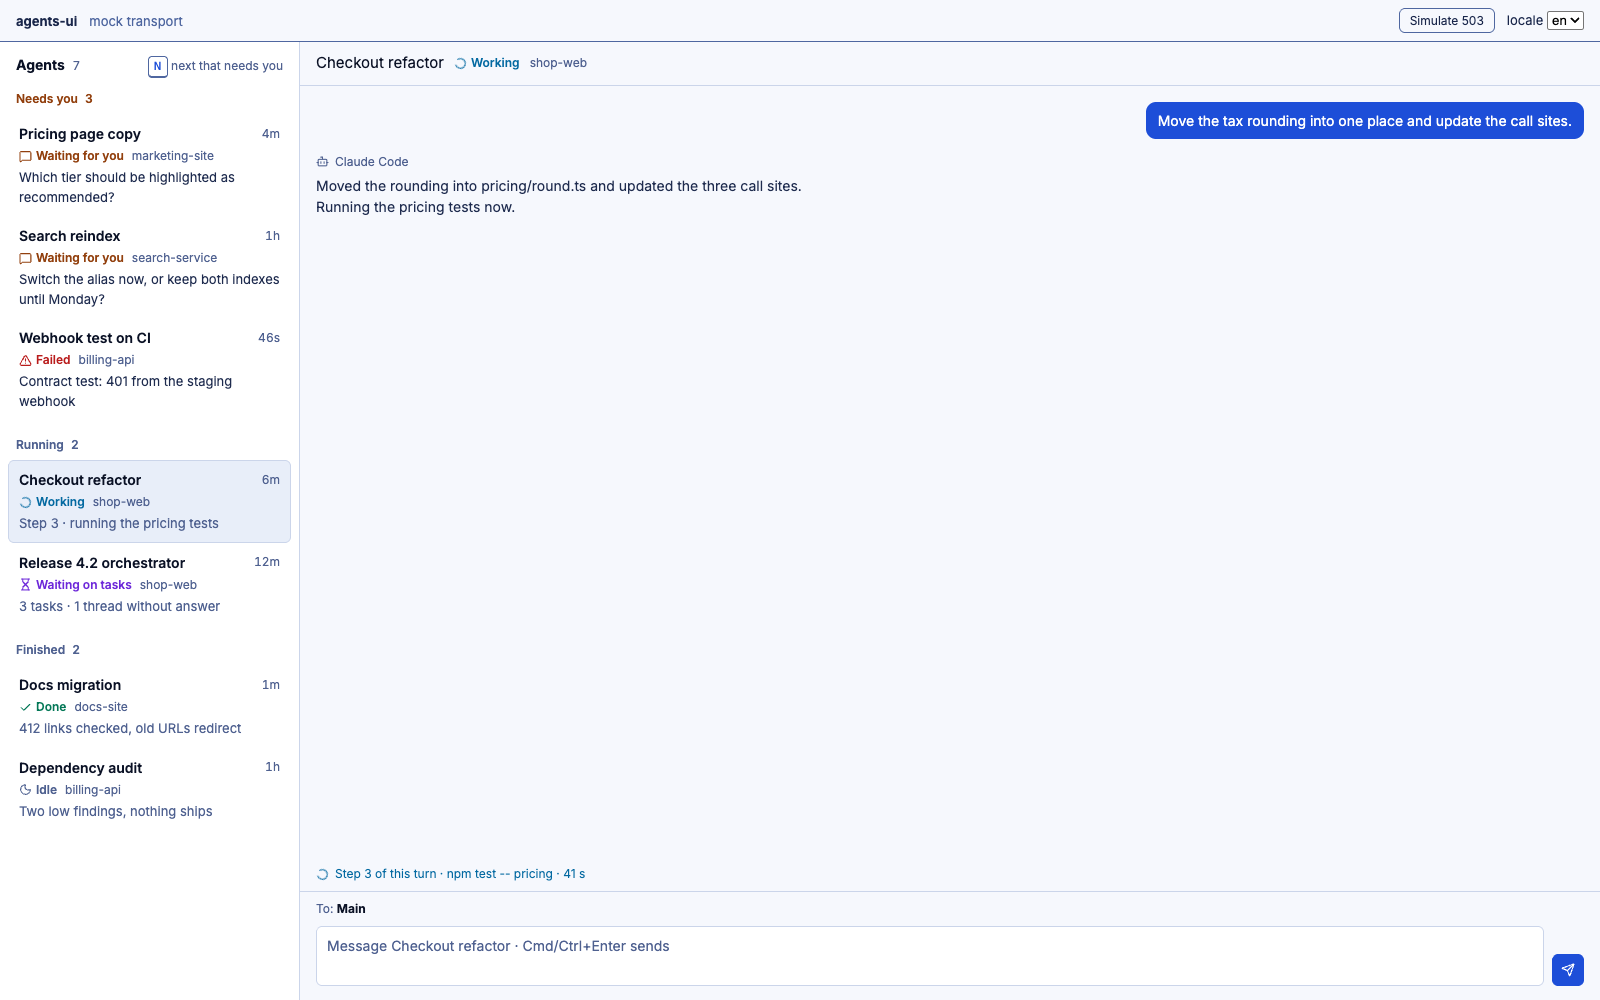 agents-ui mock transport
Simulate 503 locale en
Agents 7 N next that needs you
Needs you 3
Pricing page copy 4m
Waiting for you marketing-site
Which tier should be highlighted as
recommended?
Search reindex 1h
Waiting for you search-service
Switch the alias now, or keep both indexes
until Monday?
Webhook test on CI 46s
Failed billing-api
Contract test: 401 from the staging
webhook
Running 2
Checkout refactor 6m
Working shop-web
Step 3 · running the pricing tests
Release 4.2 orchestrator 12m
Waiting on tasks shop-web
3 tasks · 1 thread without answer
Finished 2
Docs migration 1m
Done docs-site
412 links checked, old URLs redirect
Dependency audit 1h
Idle billing-api
Two low findings, nothing ships
Checkout refactor Working shop-web
Move the tax rounding into one place and update the call sites.
Claude Code
Moved the rounding into pricing/round.ts and updated the three call sites.
Running the pricing tests now.
Step 3 of this turn · npm test -- pricing · 41 s
To: Main
Message Checkout refactor · Cmd/Ctrl+Enter sends